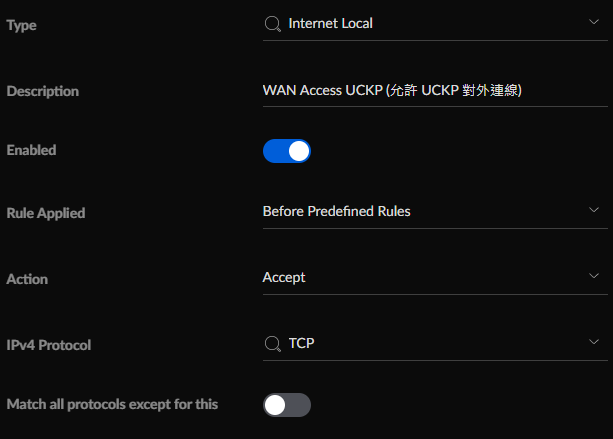 Type Internet Local
Description WAN Access UCKP (允許 UCKP 對外連線)
Enabled
Rule Applied Before Predefined Rules
Action Accept
IPv4 Protocol TCP
Match all protocols except for this